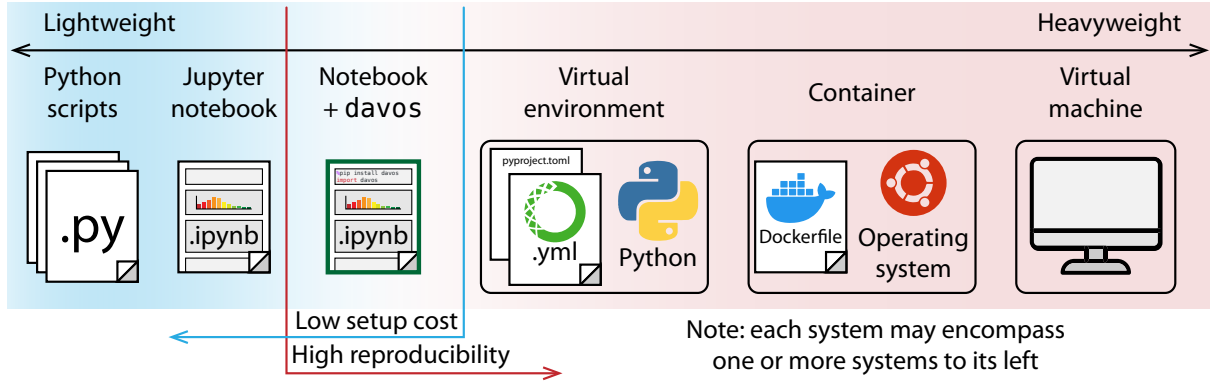 Lightweight
Heavyweight
Python
scripts
Jupyter
notebook
Notebook
+ davos
Virtual
environment
Container
Virtual
machine
.py
.ipynb
%pip install davos
import davos
.ipynb
pyproject.toml
.yml
Python
Dockerfile
Operating
system
Low setup cost
High reproducibility
Note: each system may encompass
one or more systems to its left